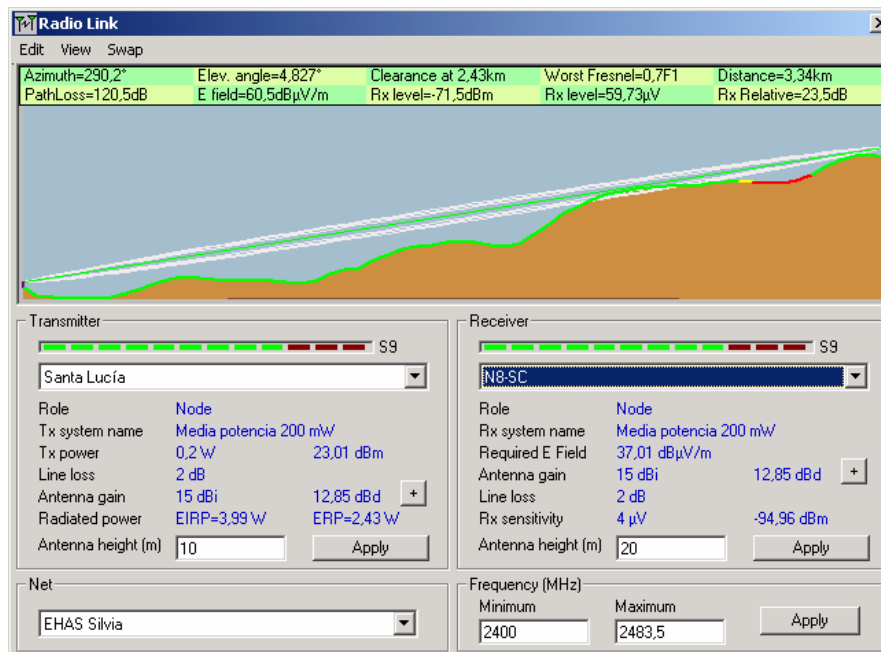 Radio Link
Edit View Swap
Azimuth=290,2° Elev. angle=4,827° Clearance at 2,43km Worst Fresnel=0,7F1 Distance=3,34km
PathLoss=120,5dB E field=60,5dBµV/m Rx level=-71,5dBm Rx level=59,73µV Rx Relative=23,5dB
Transmitter
S9
Santa Lucía
Role Node
Tx system name Media potencia 200 mW
Tx power 0,2 W 23,01 dBm
Line loss 2 dB
Antenna gain 15 dBi 12,85 dBd +
Radiated power EIRP=3,99 W ERP=2,43 W
Antenna height (m) 10 Apply
Receiver
S9
N8-SC
Role Node
Rx system name Media potencia 200 mW
Required E Field 37,01 dBµV/m
Antenna gain 15 dBi 12,85 dBd +
Line loss 2 dB
Rx sensitivity 4 µV -94,96 dBm
Antenna height (m) 20 Apply
Net
EHAS Silvia
Frequency (MHz)
Minimum Maximum
2400 2483,5 Apply